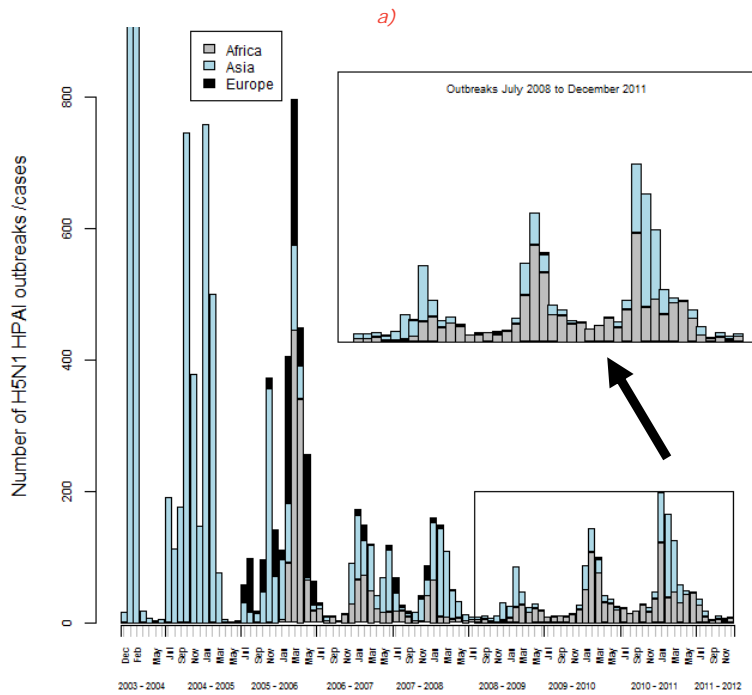 a)
Africa
Asia
Europe
Outbreaks July 2008 to December 2011
Number of H5N1 HPAI outbreaks /cases
800
600
400
200
0
Dec Feb May Jul Sep Nov Jan Mar May Jul Sep Nov Jan Mar May Jul Sep Nov Jan Mar May Jul Sep Nov Jan Mar May Jul Sep Nov Jan Mar May Jul Sep Nov Jan Mar May Jul Sep Nov Jan Mar May Jul Sep Nov
2003 - 2004 2004 - 2005 2005 - 2006 2006 - 2007 2007 - 2008 2008 - 2009 2009 - 2010 2010 - 2011 2011 - 2012